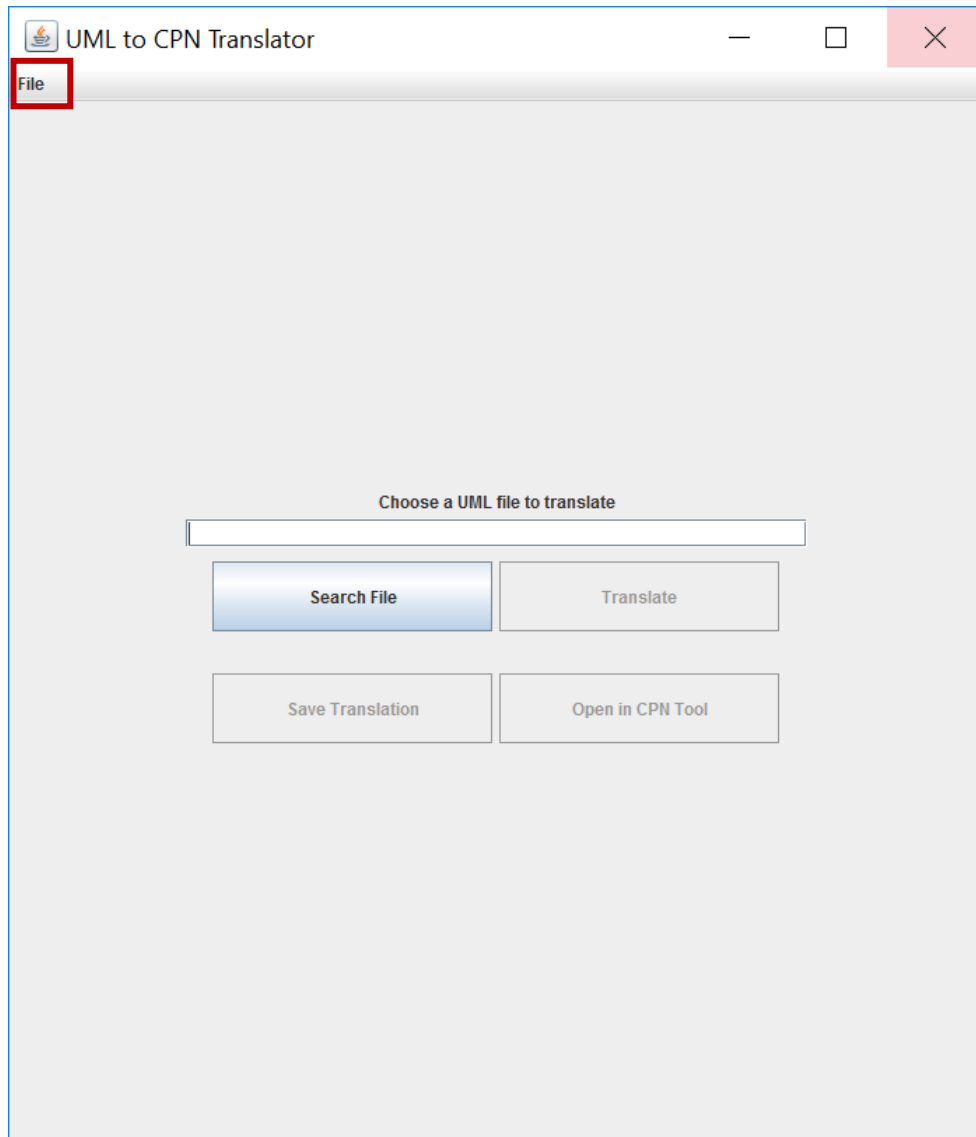 UML to CPN Translator
File
Choose a UML file to translate
Search File
Translate
Save Translation
Open in CPN Tool